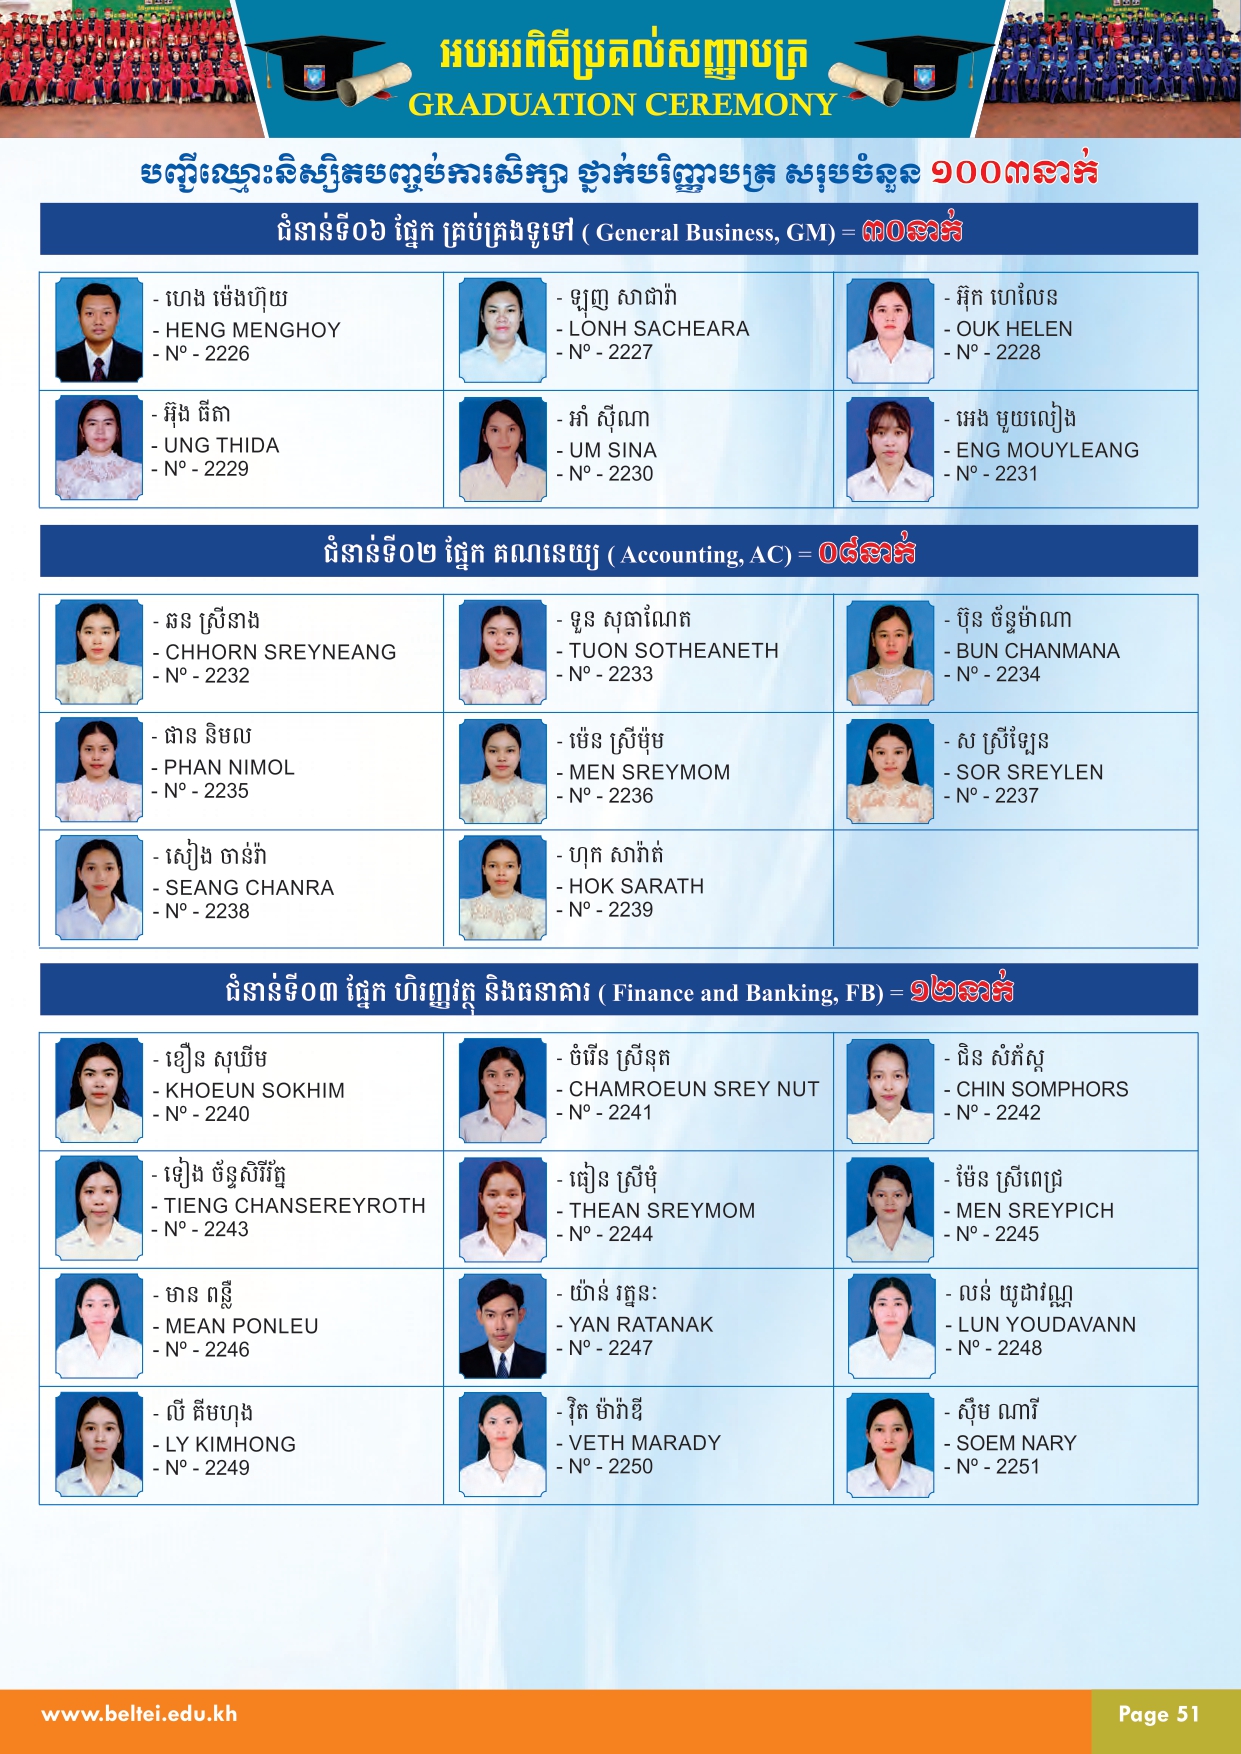 អបអរពិធីប្រគល់សញ្ញាបត្រ
GRADUATION CEREMONY
បញ្ជីឈ្មោះនិស្សិតបញ្ចប់ការសិក្សា ថ្នាក់បរិញ្ញាបត្រ សរុបចំនួន ១០០៣នាក់
ជំនាន់ទី០៦ ផ្នែក គ្រប់គ្រងទូទៅ ( General Business, GM) = ៣០នាក់
- ហេង ម៉េងហ៊ុយ
- HENG MENGHOY
- Nº - 2226
- ឡុញ សាជារ៉ា
- LONH SACHEARA
- Nº - 2227
- អ៊ុក ហេលែន
- OUK HELEN
- Nº - 2228
- អ៊ុង ធីតា
- UNG THIDA
- Nº - 2229
- អាំ ស៊ីណា
- UM SINA
- Nº - 2230
- អេង មួយលៀង
- ENG MOUYLEANG
- Nº - 2231
ជំនាន់ទី០២ ផ្នែក គណនេយ្យ ( Accounting, AC) = ០៨នាក់
- ឆន ស្រីនាង
- CHHORN SREYNEANG
- Nº - 2232
- ទួន សុធាណែត
- TUON SOTHEANETH
- Nº - 2233
- ប៊ុន ច័ន្ទម៉ាណា
- BUN CHANMANA
- Nº - 2234
- ផាន និមល
- PHAN NIMOL
- Nº - 2235
- ម៉េន ស្រីម៉ុម
- MEN SREYMOM
- Nº - 2236
- ស ស្រីឡែន
- SOR SREYLEN
- Nº - 2237
- សៀង ចាន់រ៉ា
- SEANG CHANRA
- Nº - 2238
- ហុក សារ៉ាត់
- HOK SARATH
- Nº - 2239
ជំនាន់ទី០៣ ផ្នែក ហិរញ្ញវត្ថុ និងធនាគារ ( Finance and Banking, FB) = ១២នាក់
- ខឿន សុឃីម
- KHOEUN SOKHIM
- Nº - 2240
- ចំរើន ស្រីនុត
- CHAMROEUN SREY NUT
- Nº - 2241
- ជិន សំភ័ស្ត
- CHIN SOMPHORS
- Nº - 2242
- ទៀង ច័ន្ទសិរីរ័ត្ន
- TIENG CHANSEREYROTH
- Nº - 2243
- ធៀន ស្រីមុំ
- THEAN SREYMOM
- Nº - 2244
- ម៉ែន ស្រីពេជ្រ
- MEN SREYPICH
- Nº - 2245
- មាន ពន្លឺ
- MEAN PONLEU
- Nº - 2246
- យ៉ាន់ រត្ននៈ
- YAN RATANAK
- Nº - 2247
- លន់ យូដាវណ្ណ
- LUN YOUDAVANN
- Nº - 2248
- លី គីមហុង
- LY KIMHONG
- Nº - 2249
- វ៉ិត ម៉ារ៉ាឌី
- VETH MARADY
- Nº - 2250
- ស៊ឹម ណារី
- SOEM NARY
- Nº - 2251
www.beltei.edu.kh
Page 51